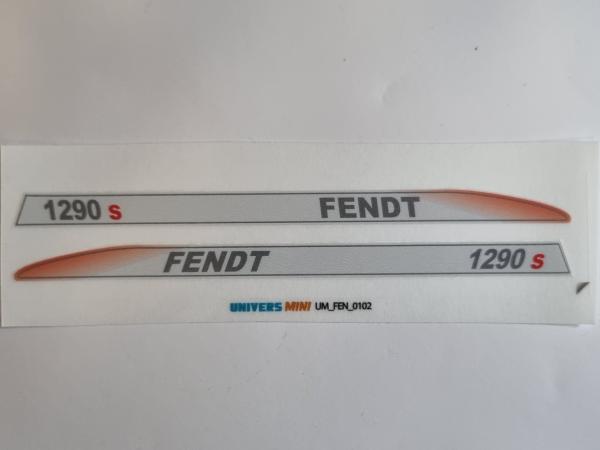 1290 S FENDT
FENDT 1290 S
UNIVERS MINI UM_FEN_0102